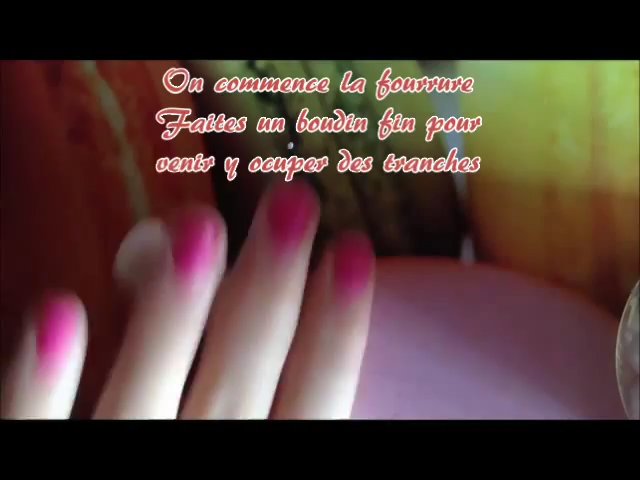 On commence la fourrure
Faites un boudin fin pour
venir y ocuper des tranches